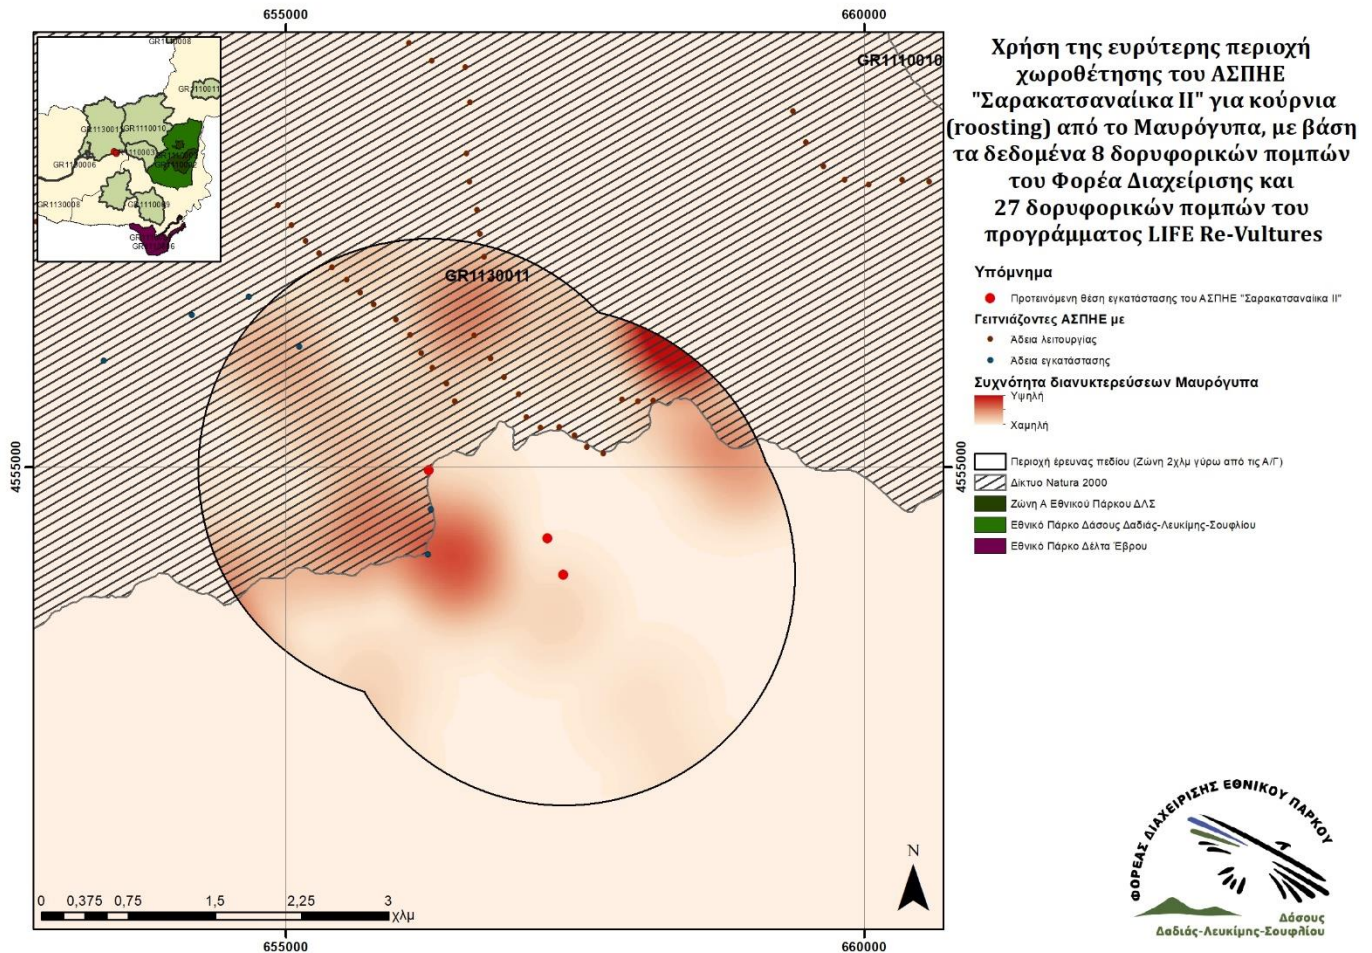 655000
660000
GR1110010
GR1130011
4555000
4555000
GR1110008
GR1110011
GR1130006
GR1130008
GR1110009
0 0,375 0,75 1,5 2,25 3
χλμ
N
655000
660000
Χρήση της ευρύτερης περιοχή
χωροθέτησης του ΑΣΠΗΕ
"Σαρακατσαναίικα ΙΙ" για κούρνια
(roosting) από το Μαυρόγυπα, με βάση
τα δεδομένα 8 δορυφορικών πομπών
του Φορέα Διαχείρισης και
27 δορυφορικών πομπών του
προγράμματος LIFE Re-Vultures
Υπόμνημα
Προτεινόμενη θέση εγκατάστασης του ΑΣΠΗΕ "Σαρακατσαναίικα ΙΙ"
Γειτνιάζοντες ΑΣΠΗΕ με
Άδεια λειτουργίας
Άδεια εγκατάστασης
Συχνότητα διανυκτερεύσεων Μαυρόγυπα
Υψηλή
Χαμηλή
Περιοχή έρευνας πεδίου (Ζώνη 2χλμ γύρω από τις Α/Γ)
Δίκτυο Natura 2000
Ζώνη Α Εθνικού Πάρκου ΔΛΣ
Εθνικό Πάρκο Δάσους Δαδιάς-Λευκίμης-Σουφλίου
Εθνικό Πάρκο Δέλτα Έβρου
ΦΟΡΕΑΣ ΔΙΑΧΕΙΡΙΣΗΣ ΕΘΝΙΚΟΥ ΠΑΡΚΟΥ
Δάσους
Δαδιάς-Λευκίμης-Σουφλίου